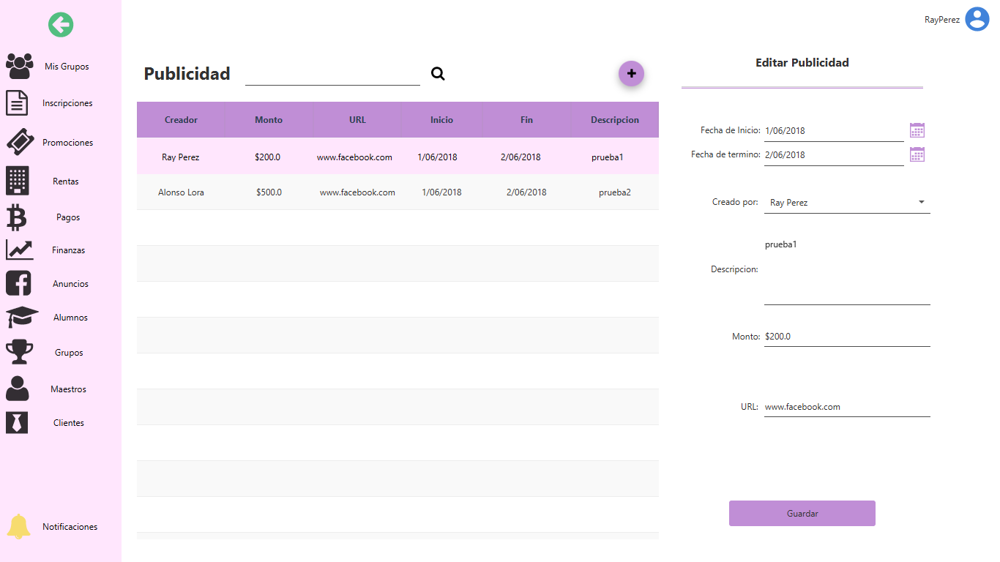 RayPerez
Mis Grupos
Inscripciones
Promociones
Rentas
Pagos
Finanzas
Anuncios
Alumnos
Grupos
Maestros
Clientes
Notificaciones
Publicidad
Creador Monto URL Inicio Fin Descripcion
Ray Perez $200.0 www.facebook.com 1/06/2018 2/06/2018 prueba1
Alonso Lora $500.0 www.facebook.com 1/06/2018 2/06/2018 prueba2
Editar Publicidad
Fecha de Inicio: 1/06/2018
Fecha de termino: 2/06/2018
Creado por: Ray Perez
prueba1
Descripcion:
Monto: $200.0
URL: www.facebook.com
Guardar